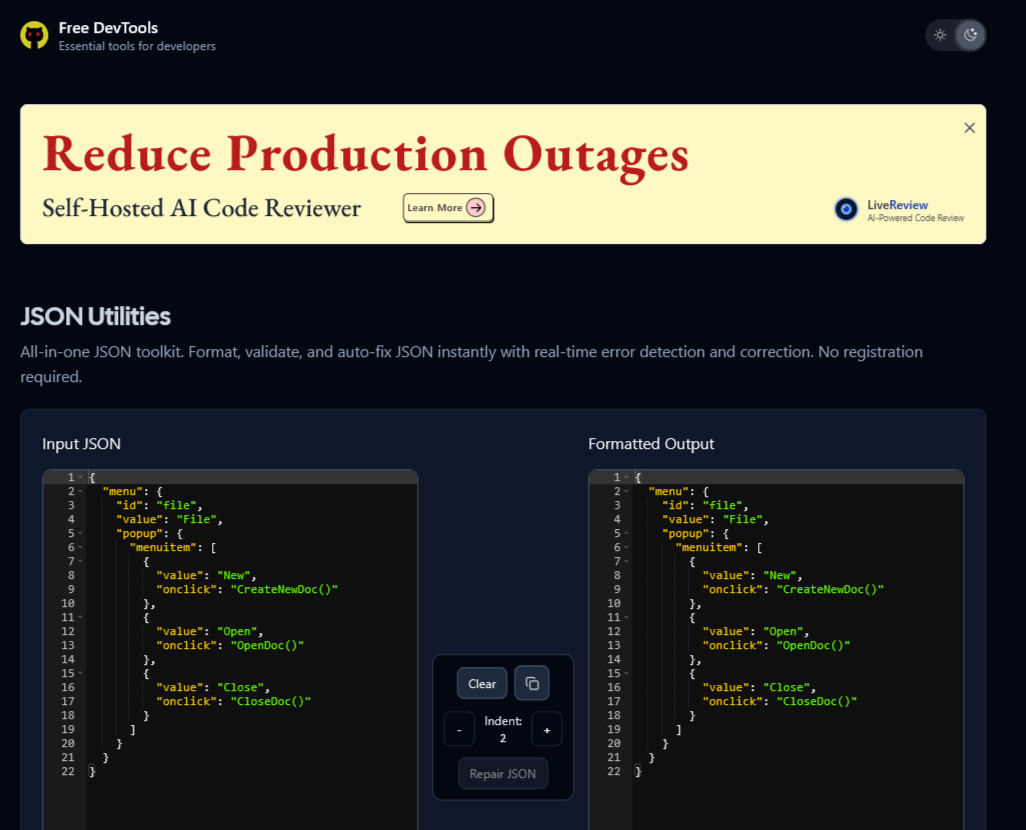 Free DevTools
Essential tools for developers
Reduce Production Outages
Self-Hosted AI Code Reviewer
Learn More
LiveReview
AI-Powered Code Review
JSON Utilities
All-in-one JSON toolkit. Format, validate, and auto-fix JSON instantly with real-time error detection and correction. No registration
required.
Input JSON
1 {
2   "menu": {
3     "id": "file",
4     "value": "File",
5     "popup": {
6       "menuitem": [
7         {
8           "value": "New",
9           "onclick": "CreateNewDoc()"
10         },
11         {
12           "value": "Open",
13           "onclick": "OpenDoc()"
14         },
15         {
16           "value": "Close",
17           "onclick": "CloseDoc()"
18         }
19       ]
20     }
21   }
22 }
Clear
- Indent: +
2
Repair JSON
Formatted Output
1 {
2   "menu": {
3     "id": "file",
4     "value": "File",
5     "popup": {
6       "menuitem": [
7         {
8           "value": "New",
9           "onclick": "CreateNewDoc()"
10         },
11         {
12           "value": "Open",
13           "onclick": "OpenDoc()"
14         },
15         {
16           "value": "Close",
17           "onclick": "CloseDoc()"
18         }
19       ]
20     }
21   }
22 }